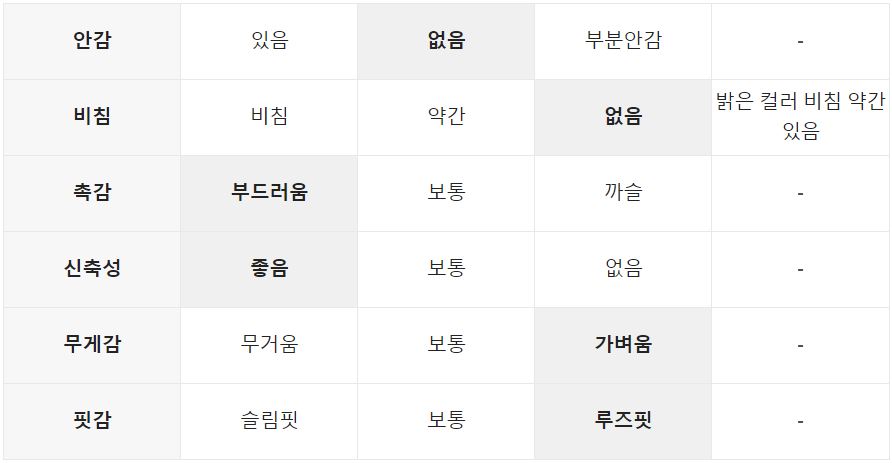 안감 있음 없음 부분안감 -
비침 비침 약간 없음 밝은 컬러 비침 약간
있음
촉감 부드러움 보통 까슬 -
신축성 좋음 보통 없음 -
무게감 무거움 보통 가벼움 -
핏감 슬림핏 보통 루즈핏 -